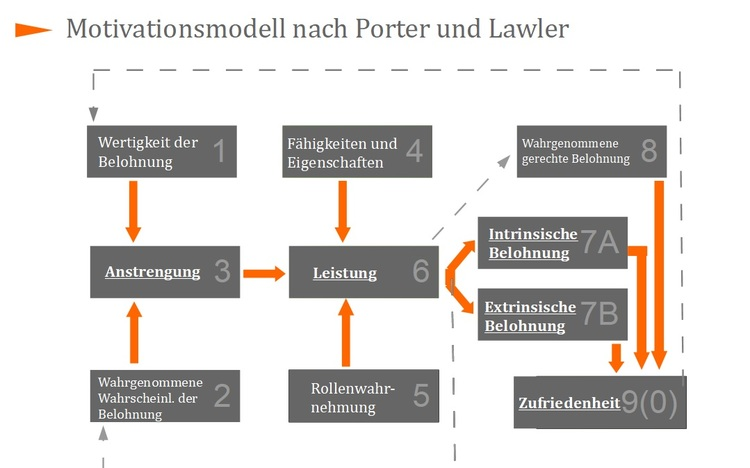 Motivationsmodell nach Porter und Lawler
Wertigkeit der
Belohnung 1
Fähigkeiten und
Eigenschaften 4
Wahrgenommene
gerechte Belohnung 8
Anstrengung 3
Leistung 6
Intrinsische
Belohnung 7A
Extrinsische
Belohnung 7B
Wahrgenommene
Wahrscheinl. der
Belohnung 2
Rollenwahr-
nehmung 5
Zufriedenheit 9(0)